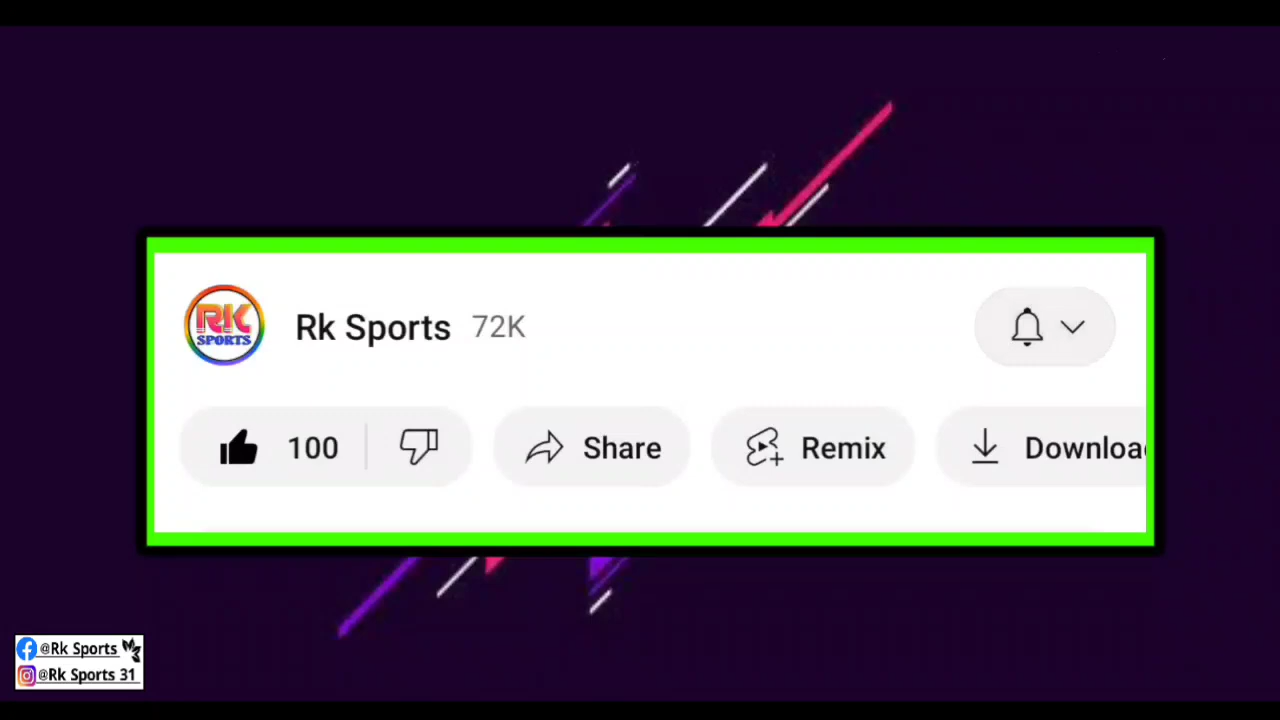 RK
SPORTS
Rk Sports 72K
100 Share Remix Downloa
@Rk Sports
@Rk Sports 31